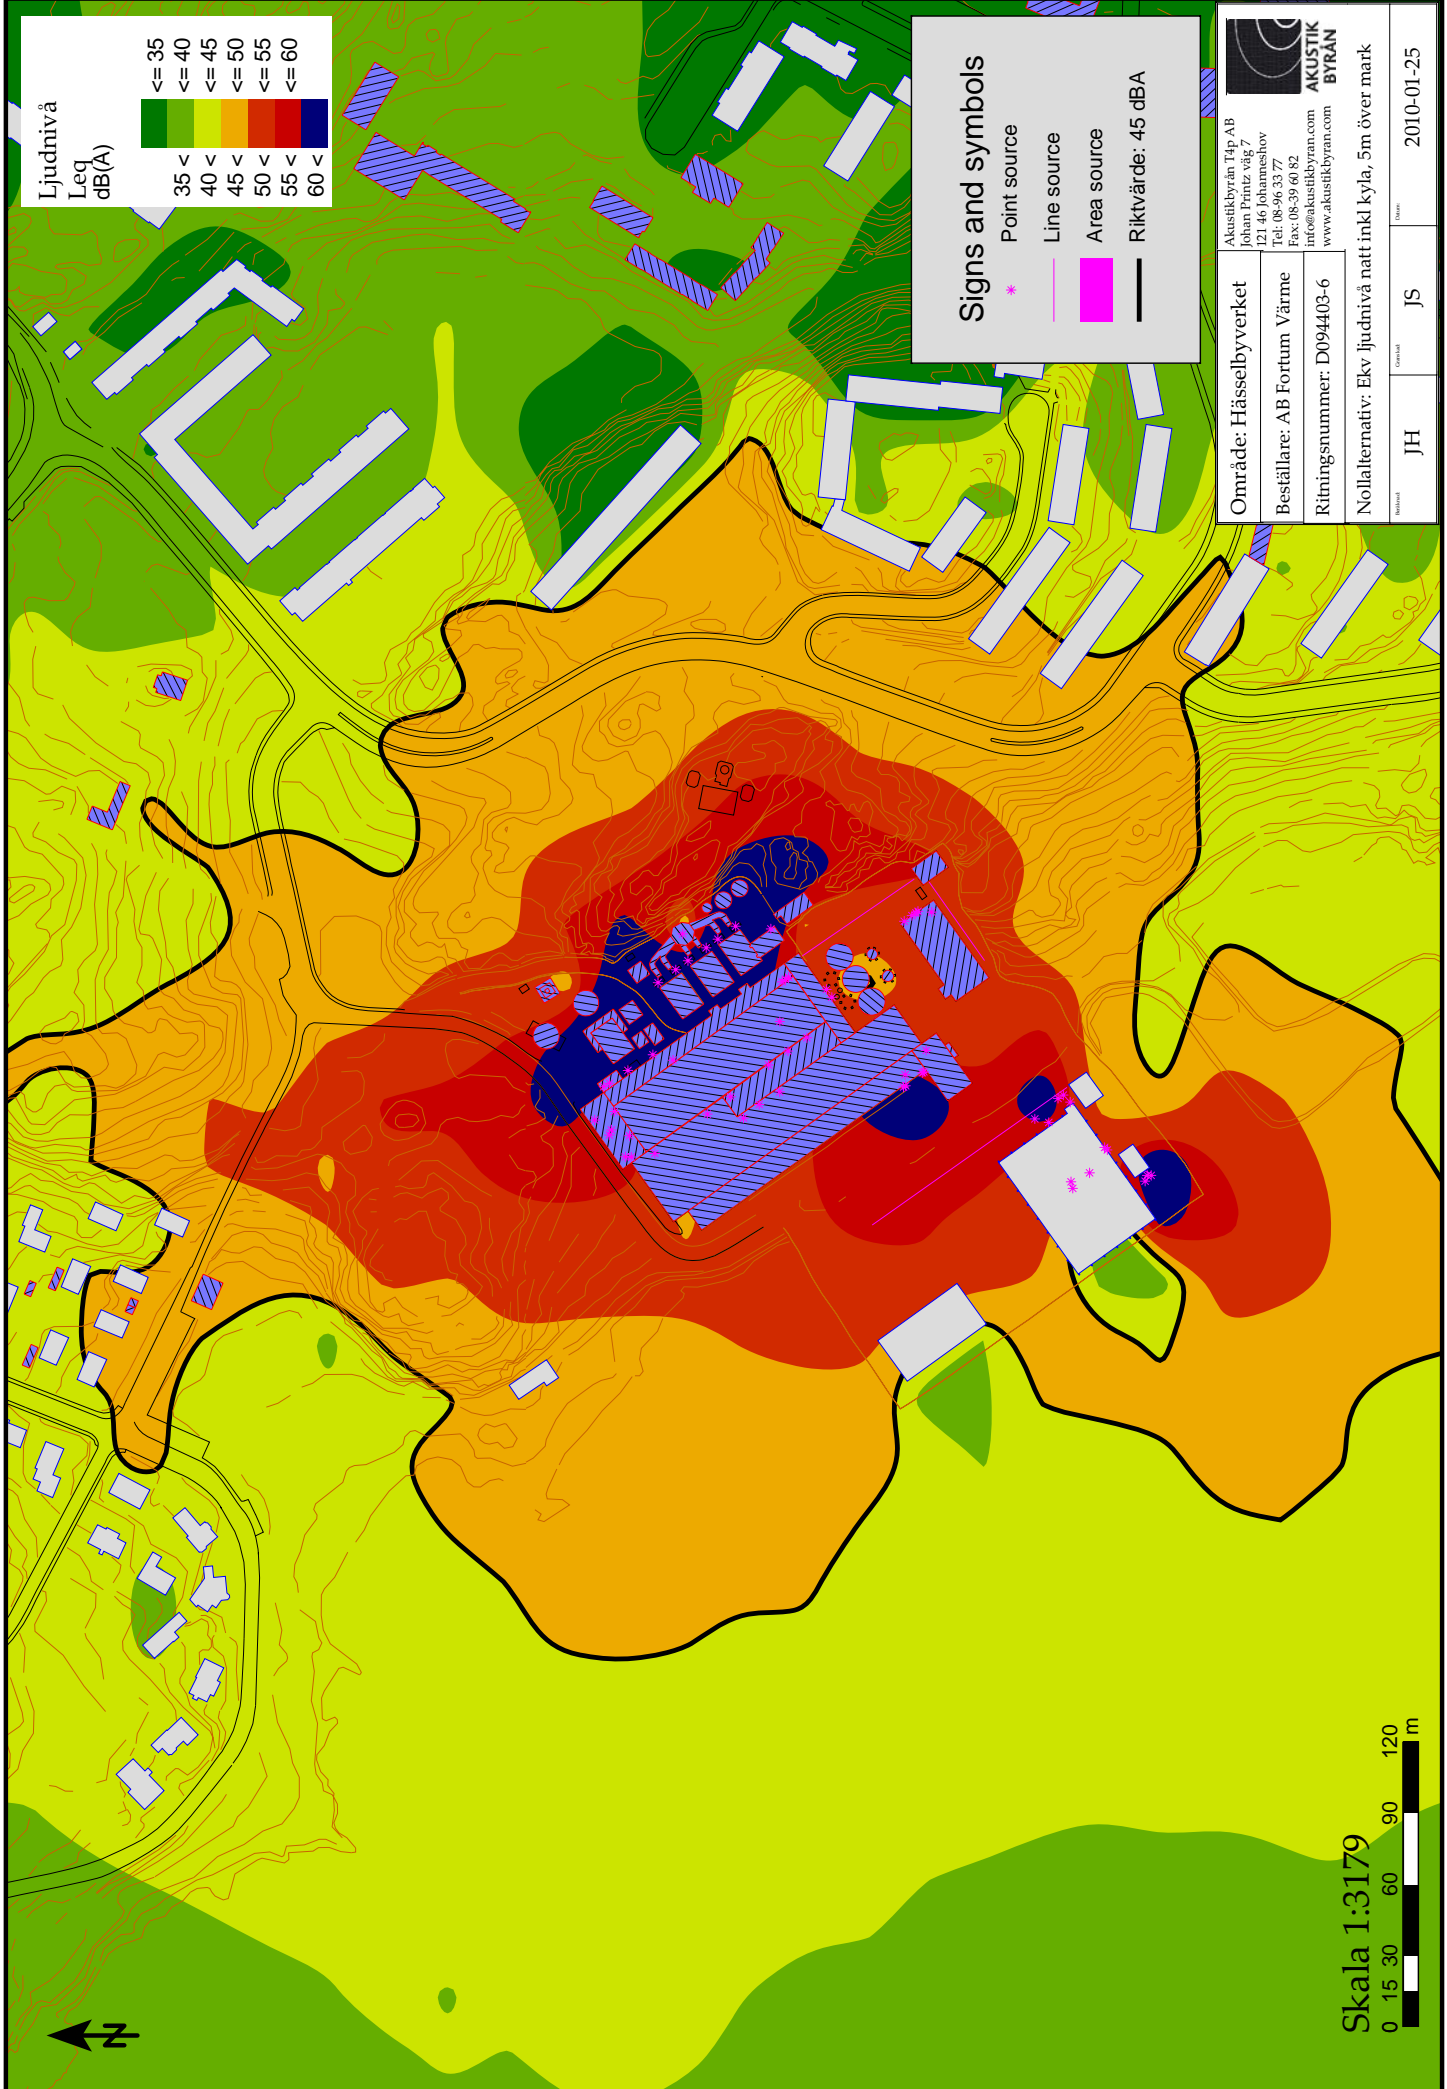 Ljudnivå
Leq
dB(A)
<= 35
35 < <= 40
40 < <= 45
45 < <= 50
50 < <= 55
55 < <= 60
60 <
Signs and symbols
Point source
Line source
Area source
Riktvärde: 45 dBA
Område: Hässelbyverket
Beställare: AB Fortum Värme
Ritningsnummer: D094403-6
Akustikbyrån T4p AB
Johan Printz väg 7
121 46 Johanneshov
Tel: 08-96 33 77
Fax: 08-39 60 82
info@akustikbyran.com
www.akustikbyran.com
AKUSTIK
BYRÅN
Nollalternativ: Ekv ljudnivå natt inkl kyla, 5m över mark
JH
JS
Datum:
2010-01-25
Skala 1:3179
0 15 30 60 90 120
m
N